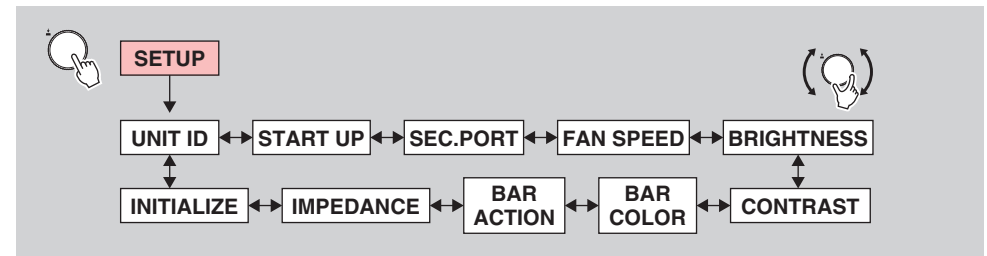 SETUP
UNIT ID
START UP
SEC.PORT
FAN SPEED
BRIGHTNESS
INITIALIZE
IMPEDANCE
BAR
ACTION
BAR
COLOR
CONTRAST